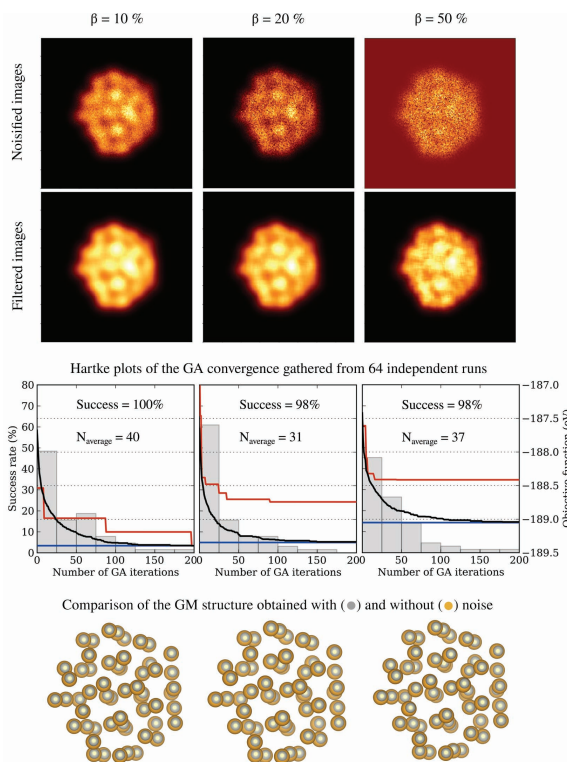 β = 10 % β = 20 % β = 50 %
Noisified images
Filtered images
Hartke plots of the GA convergence gathered from 64 independent runs
80
70
60
50
40
30
20
10
0
Success rate (%)
Success = 100%
N average = 40
0 50 100 150 200
Number of GA iterations
Success = 98%
N average = 31
0 50 100 150 200
Number of GA iterations
Success = 98%
N average = 37
0 50 100 150 200
Number of GA iterations
−187.0
−187.5
−188.0
−188.5
−189.0
−189.5
Objective function (eV)
Comparison of the GM structure obtained with ( ) and without ( ) noise